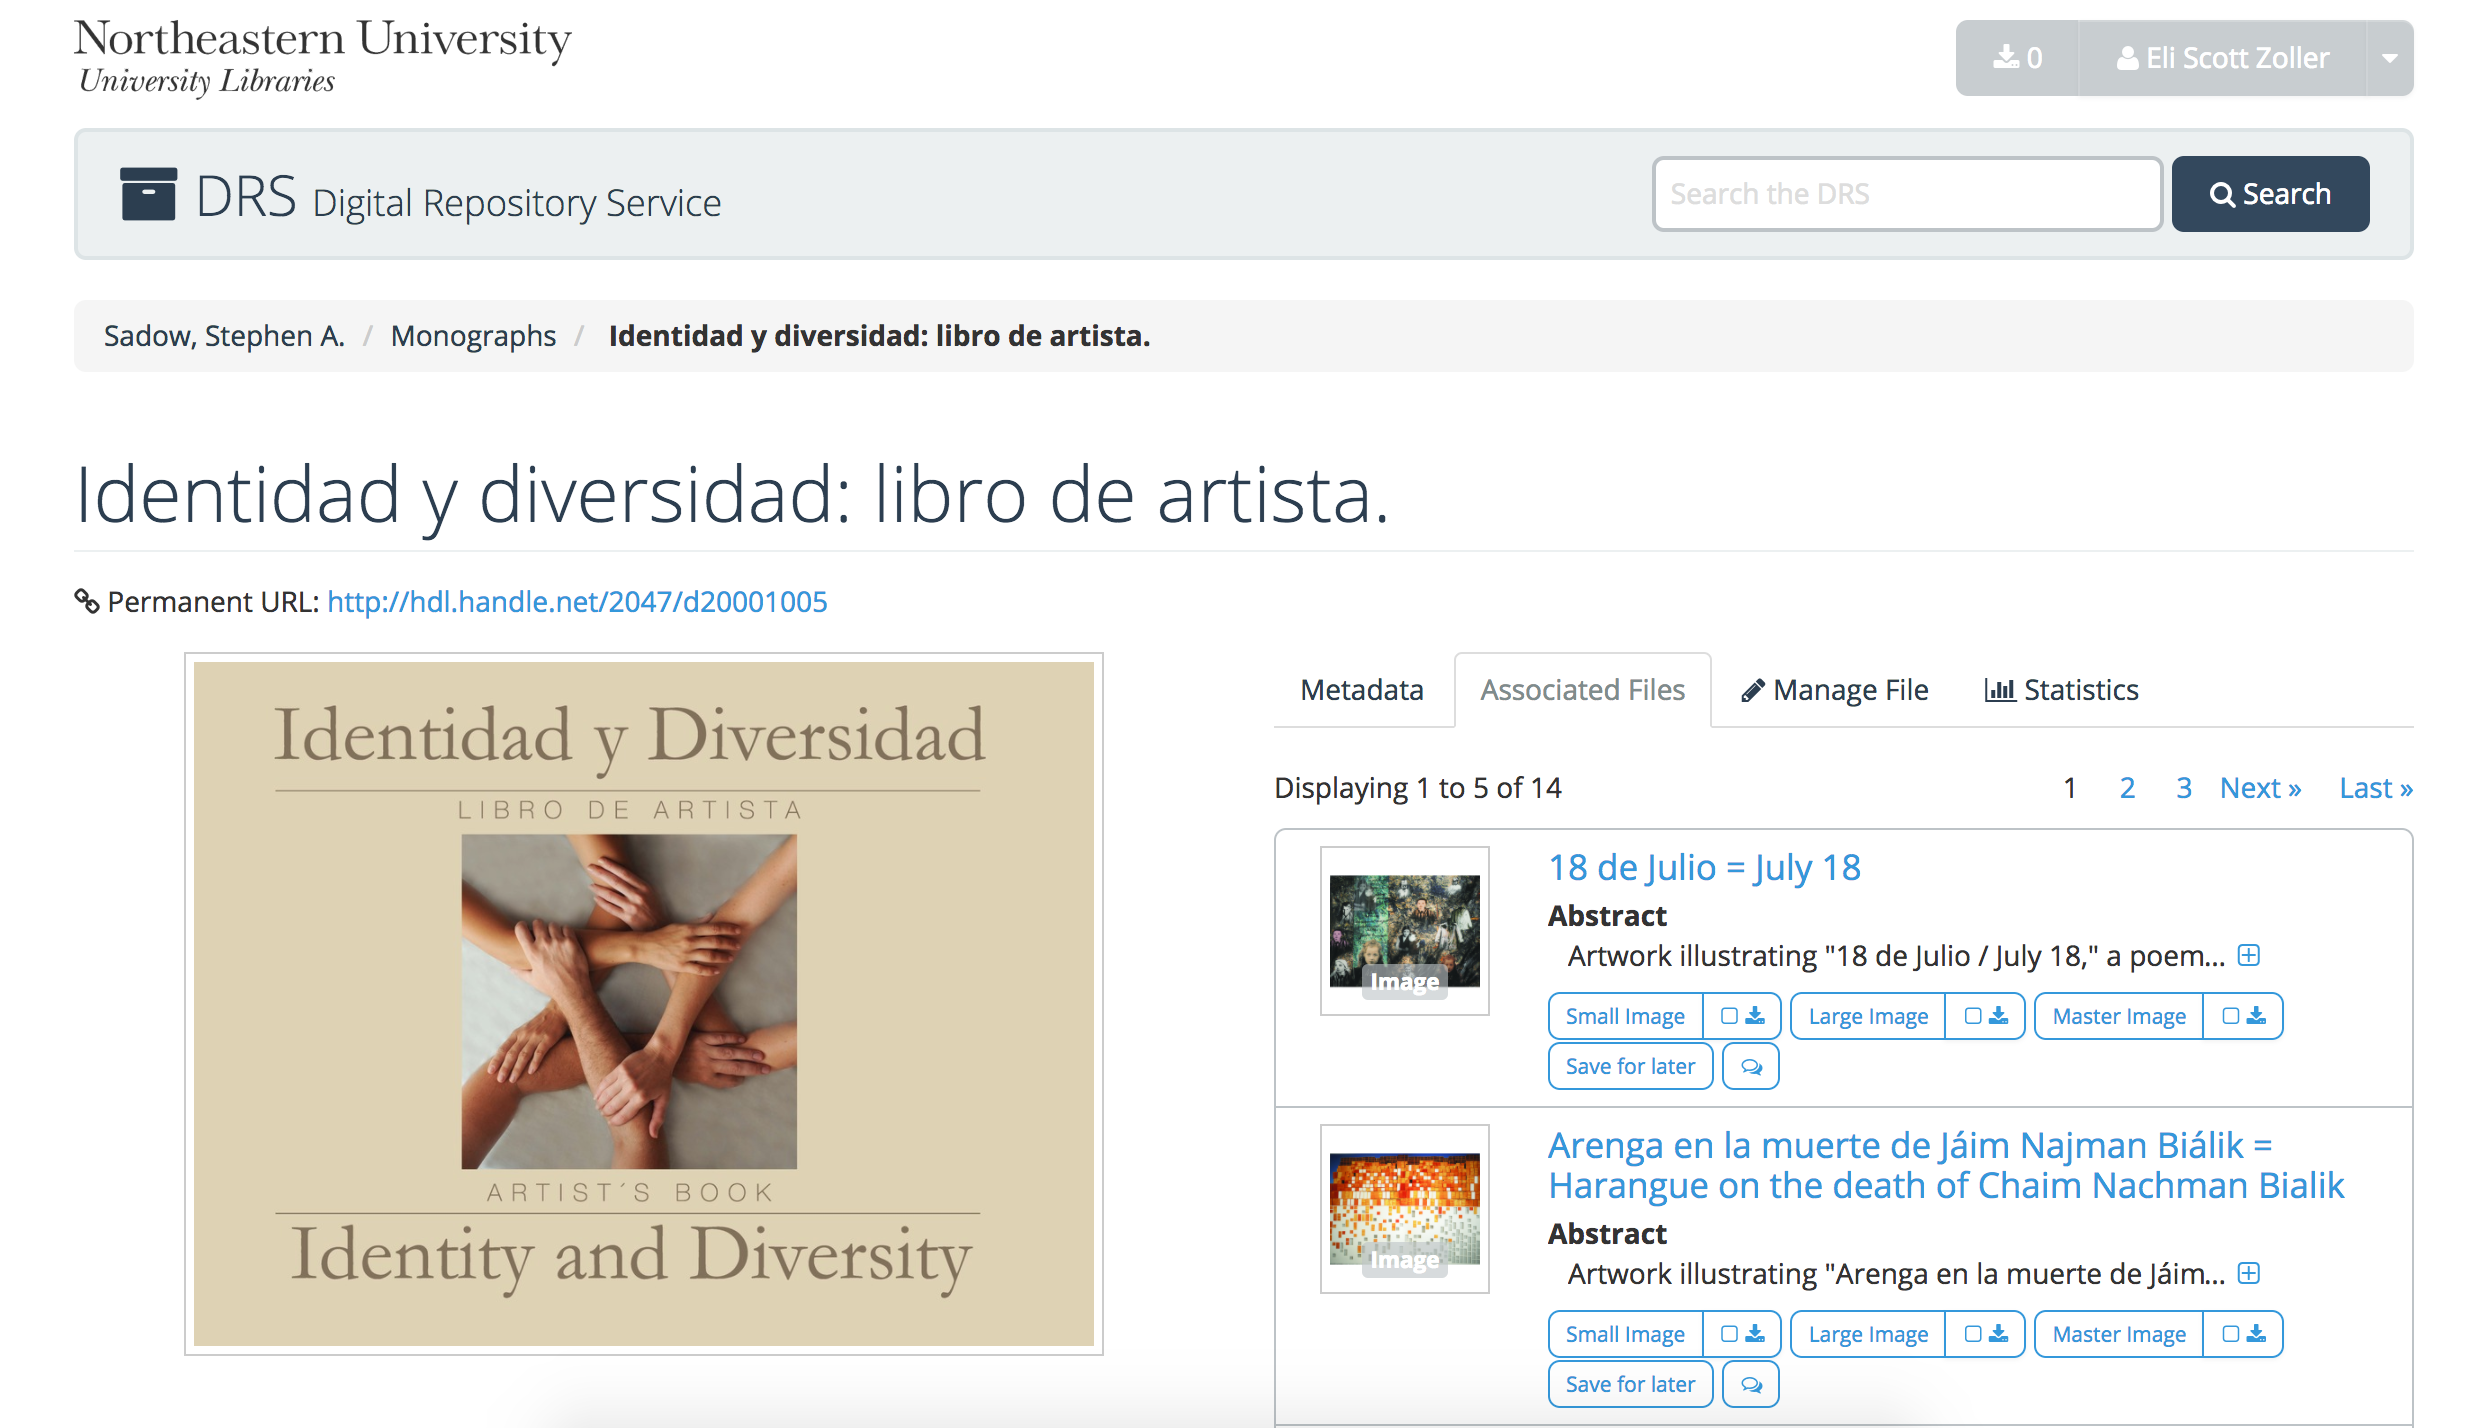 Northeastern University
University Libraries
0
Eli Scott Zoller
DRS Digital Repository Service
Search the DRS
Search
Sadow, Stephen A. / Monographs / Identidad y diversidad: libro de artista.
Identidad y diversidad: libro de artista.
Permanent URL: http://hdl.handle.net/2047/d20001005
Identidad y Diversidad
LIBRO DE ARTISTA
ARTIST´S BOOK
Identity and Diversity
Metadata
Associated Files
Manage File
Statistics
Displaying 1 to 5 of 14
1 2 3 Next » Last »
Image
18 de Julio = July 18
Abstract
Artwork illustrating "18 de Julio / July 18," a poem...
Small Image
Large Image
Master Image
Save for later
Image
Arenga en la muerte de Jáim Najman Biálik =
Harangue on the death of Chaim Nachman Bialik
Abstract
Artwork illustrating "Arenga en la muerte de Jáim...
Small Image
Large Image
Master Image
Save for later